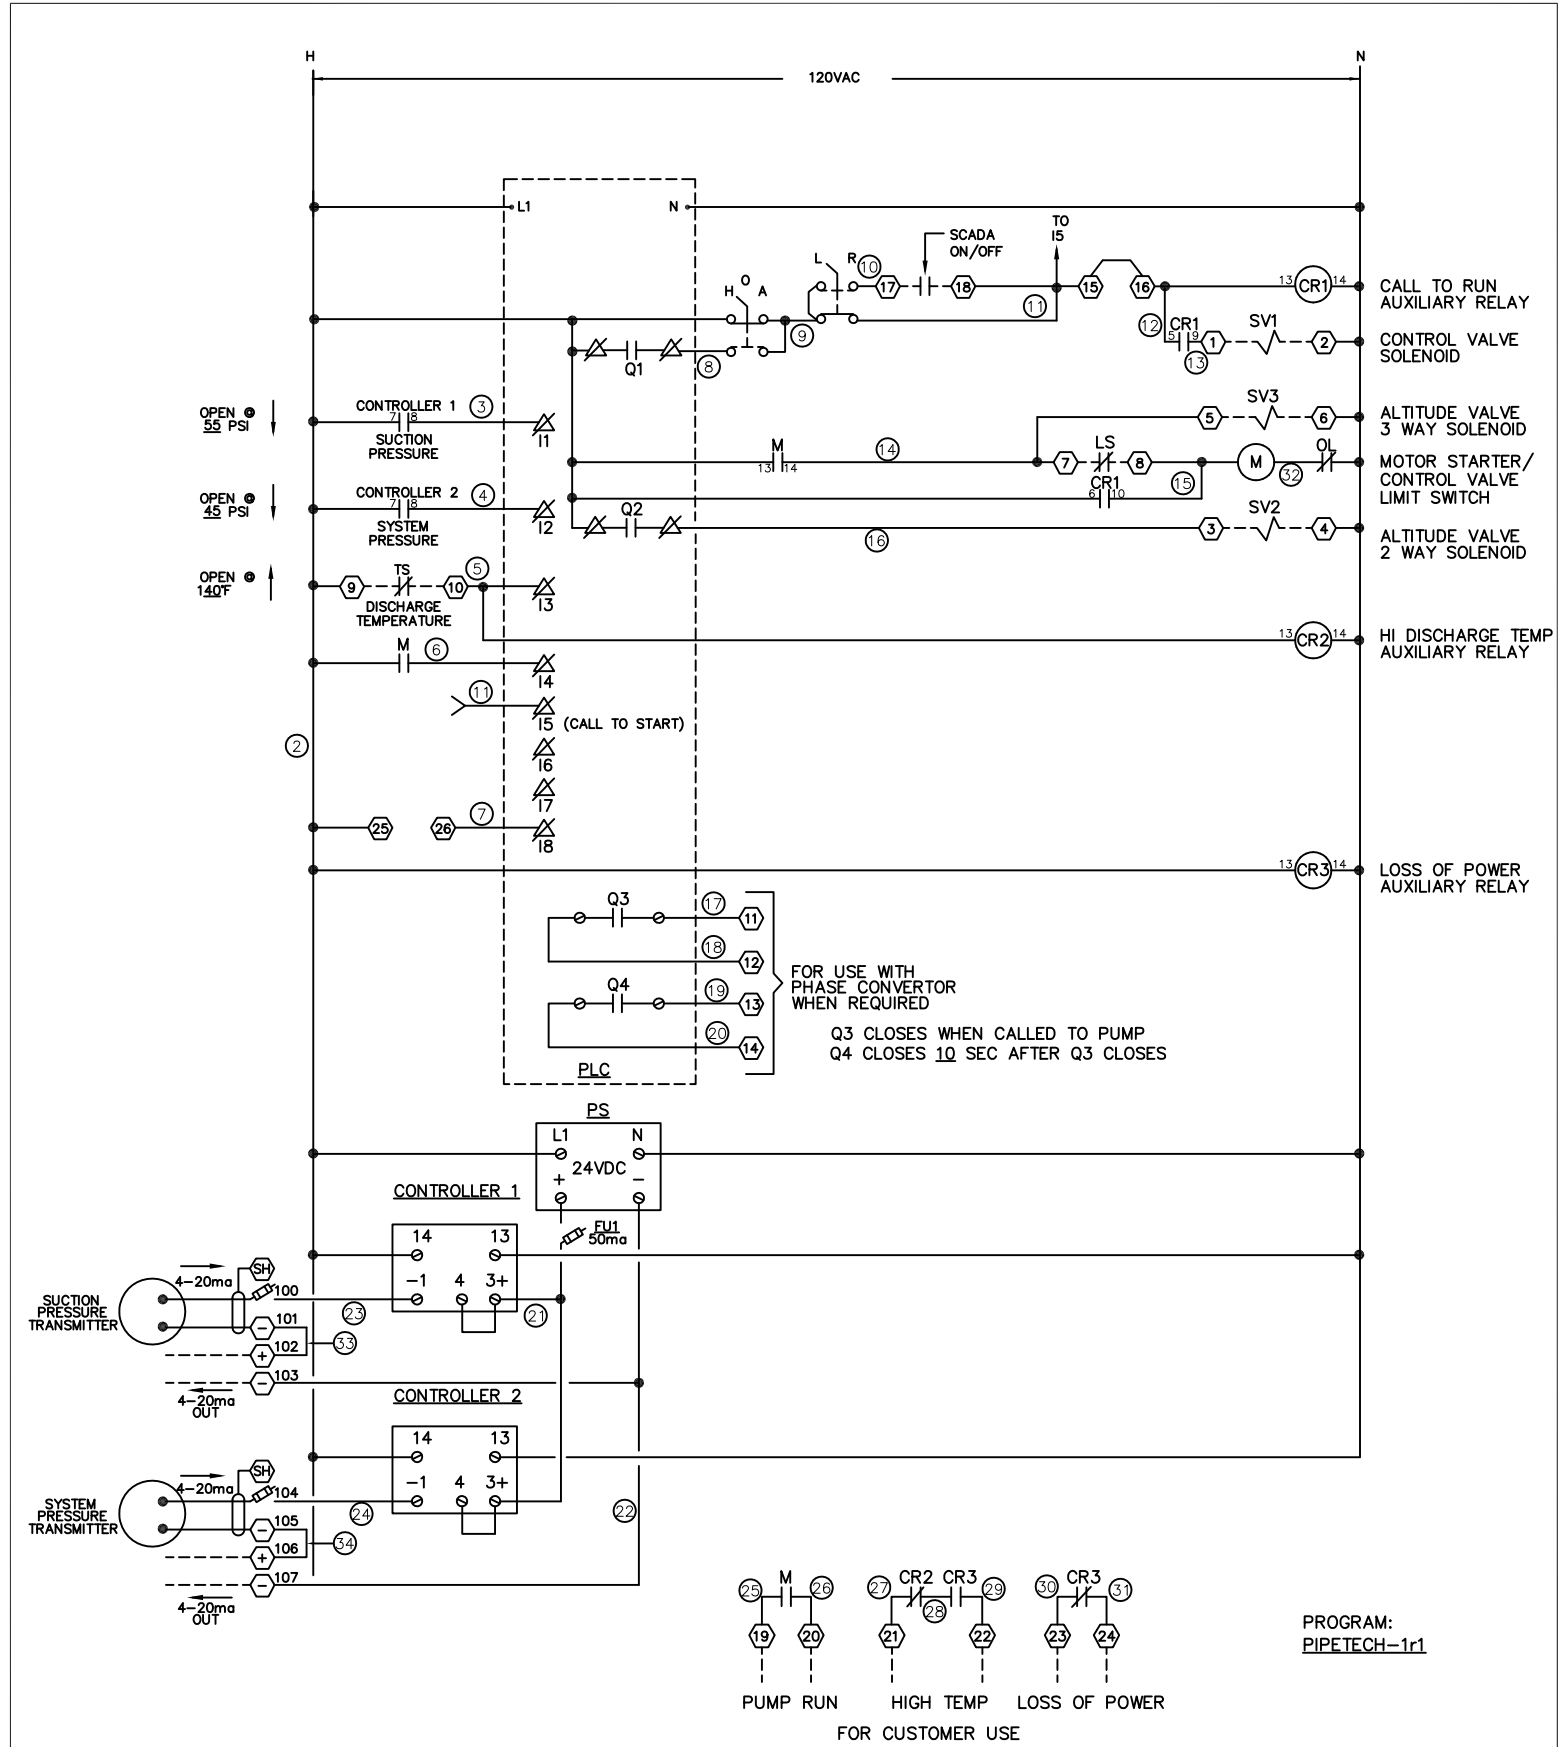 H
N
120VAC
L1
N
SCADA
ON/OFF
TO
I5
L
R
10
17
18
11
15
16
13
CR1
14
CALL TO RUN
AUXILIARY RELAY
H
O
A
9
8
Q1
12
CR1
5
9
1
13
SV1
2
CONTROL VALVE
SOLENOID
OPEN @
55 PSI
CONTROLLER 1
3
7
8
SUCTION
PRESSURE
I1
SV3
5
6
ALTITUDE VALVE
3 WAY SOLENOID
M
13
14
14
7
LS
8
15
M
32
OL
MOTOR STARTER/
CONTROL VALVE
LIMIT SWITCH
CR1
6
10
OPEN @
45 PSI
CONTROLLER 2
4
7
8
SYSTEM
PRESSURE
I2
Q2
16
3
SV2
4
ALTITUDE VALVE
2 WAY SOLENOID
OPEN @
140°F
9
TS
10
5
DISCHARGE
TEMPERATURE
I3
13
CR2
14
HI DISCHARGE TEMP
AUXILIARY RELAY
M
6
I4
11
I5
(CALL TO START)
2
I6
I7
25
26
7
I8
13
CR3
14
LOSS OF POWER
AUXILIARY RELAY
Q3
17
11
18
12
Q4
19
13
20
14
FOR USE WITH
PHASE CONVERTOR
WHEN REQUIRED
Q3 CLOSES WHEN CALLED TO PUMP
Q4 CLOSES 10 SEC AFTER Q3 CLOSES
PLC
PS
L1
N
24VDC
+
-
FU1
50ma
CONTROLLER 1
14
13
-1
4
3+
21
SUCTION
PRESSURE
TRANSMITTER
4-20ma
SH
100
23
-
101
+
102
33
-
103
4-20ma
OUT
CONTROLLER 2
14
13
-1
4
3+
22
SYSTEM
PRESSURE
TRANSMITTER
4-20ma
SH
104
24
-
105
+
106
34
-
107
4-20ma
OUT
25
M
26
19
20
PUMP RUN
27
CR2
28
CR3
29
21
22
HIGH TEMP
30
CR3
31
23
24
LOSS OF POWER
FOR CUSTOMER USE
PROGRAM:
PIPETECH-1r1